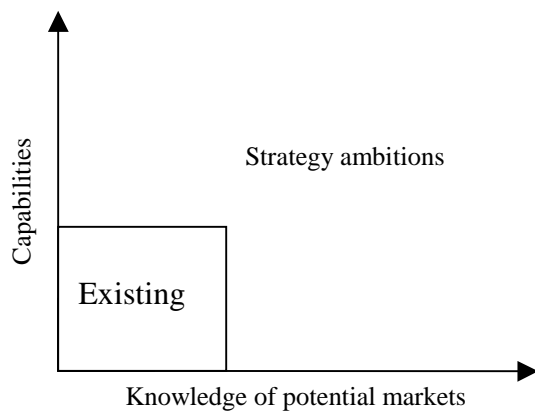 Capabilities
Strategy ambitions
Existing
Knowledge of potential markets